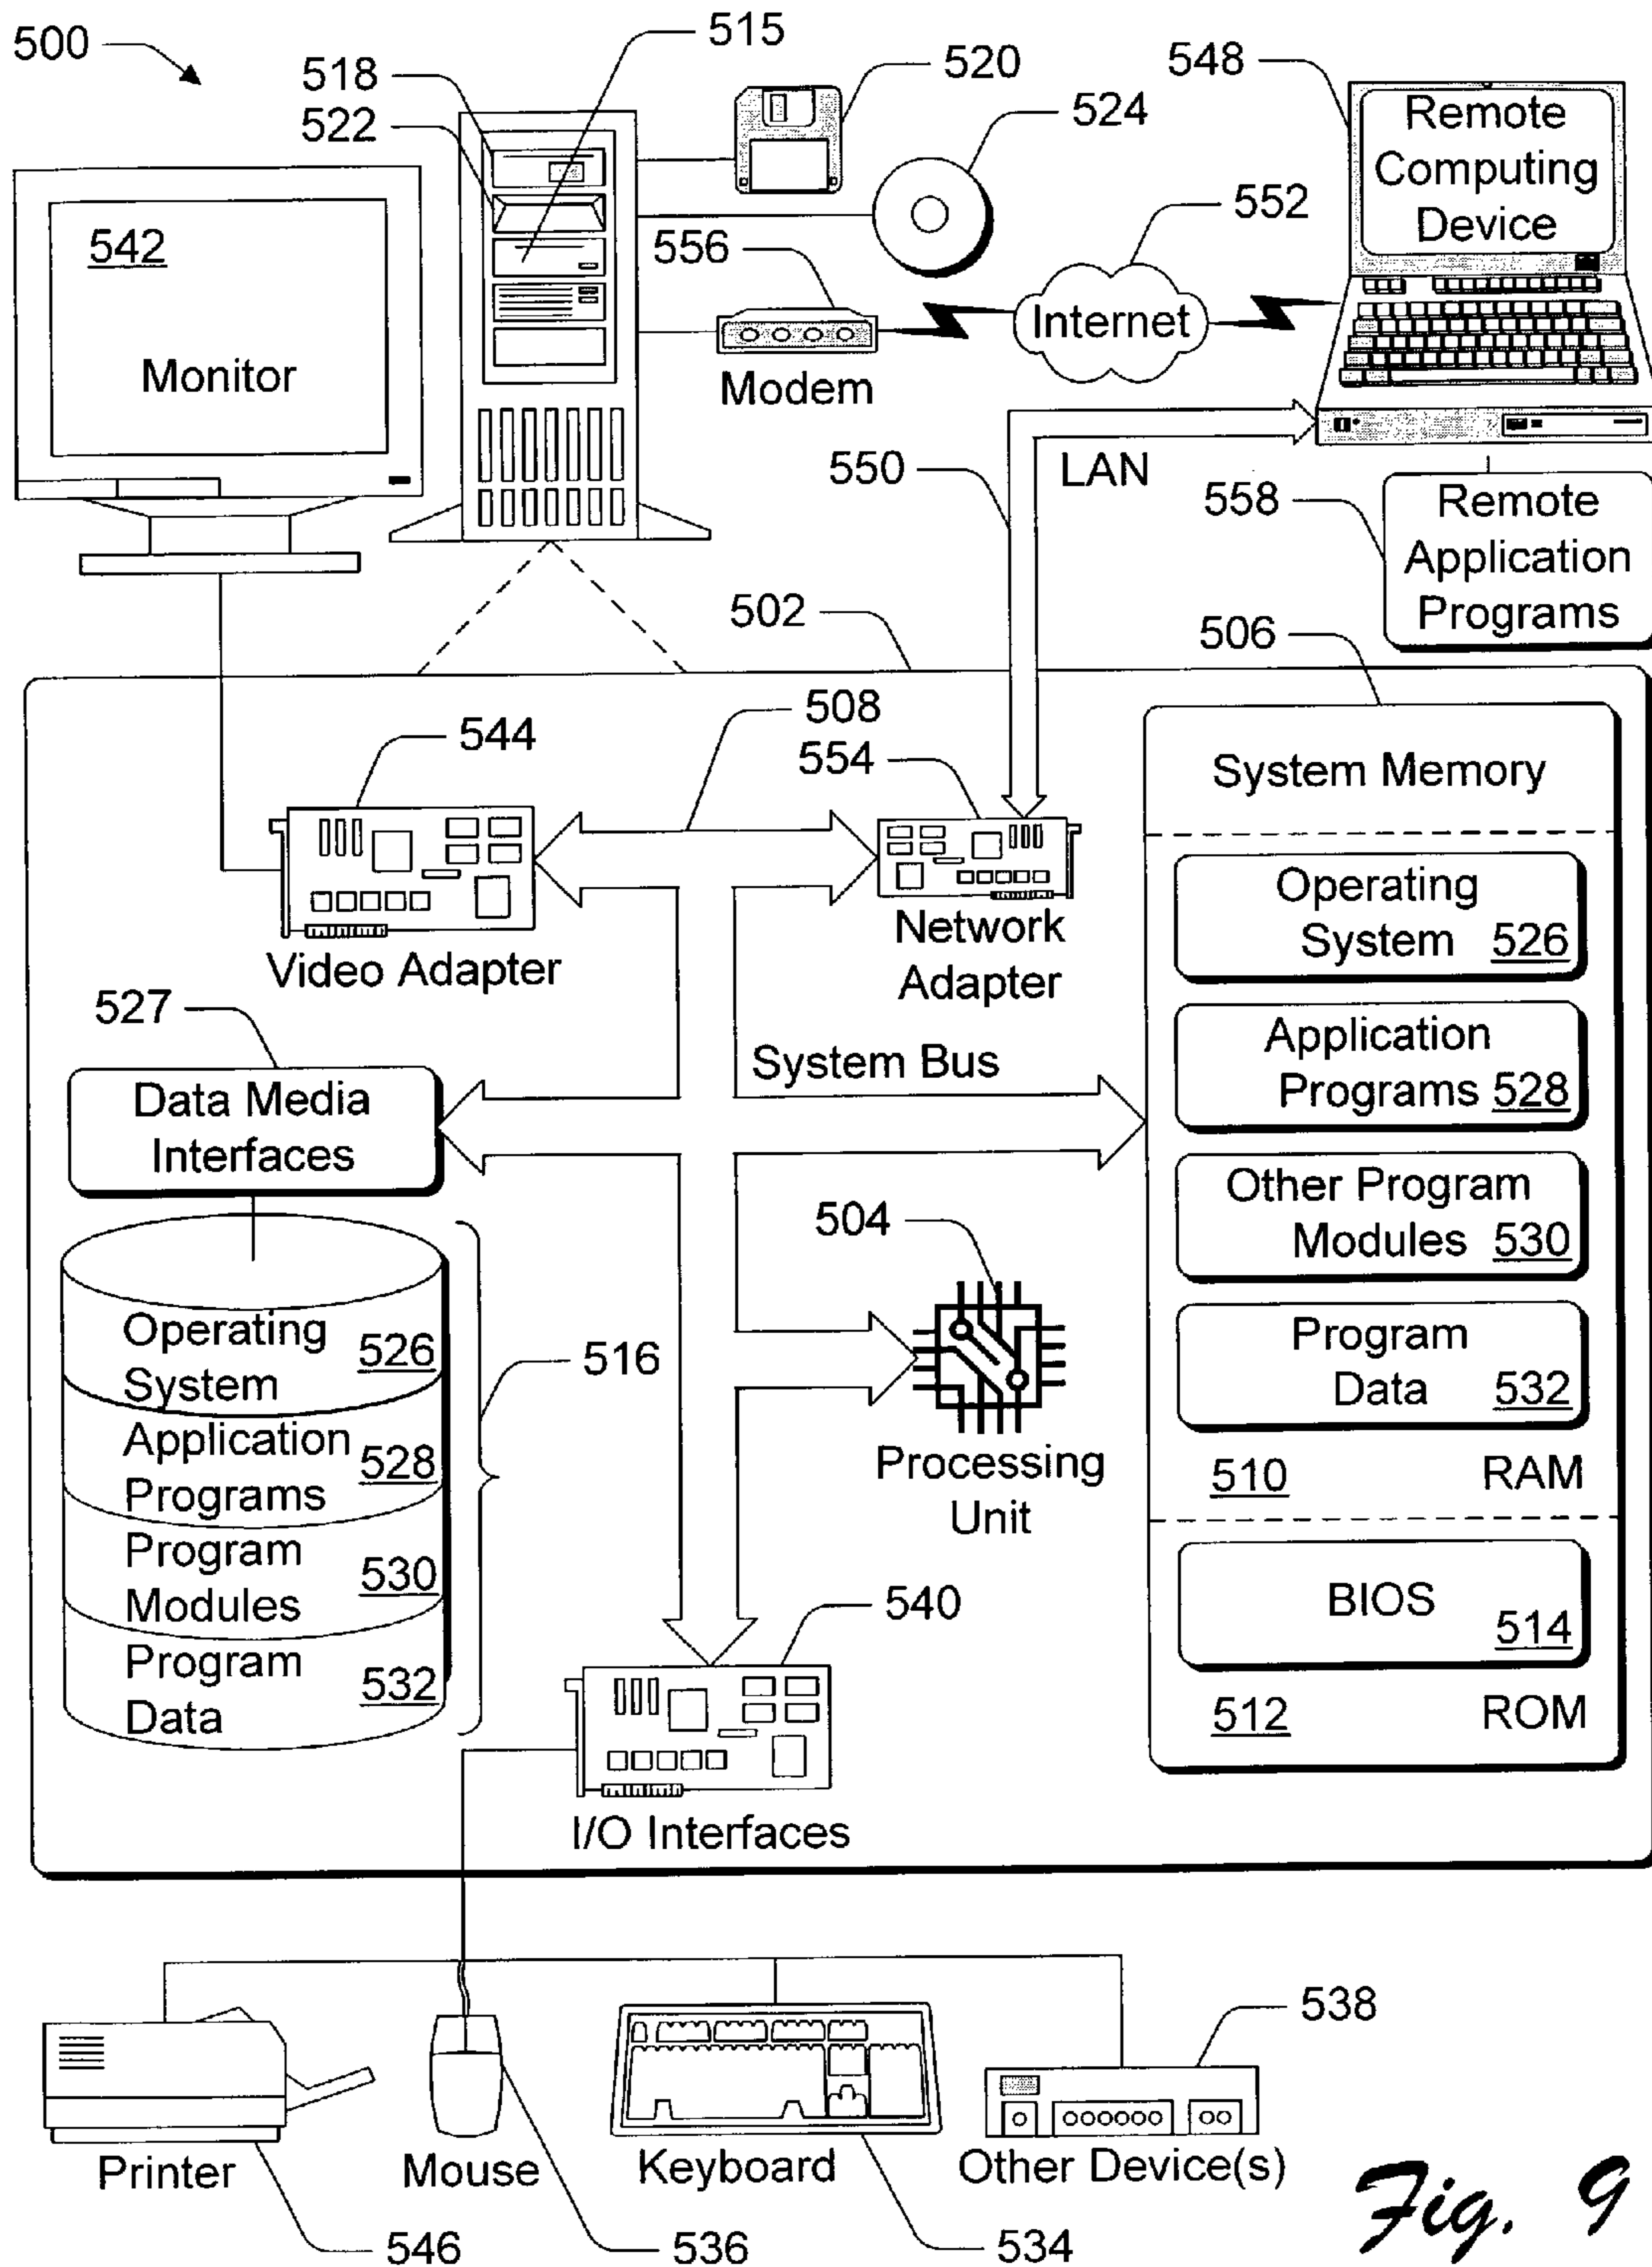 500
515
518
520
548
522
524
Remote
Computing
Device
552
542
556
Internet
Monitor
Modem
550
LAN
558
Remote
Application
Programs
502
506
508
544
554
System Memory
Operating
System 526
Network
Adapter
Video Adapter
527
Application
Programs 528
System Bus
Data Media
Interfaces
Other Program
Modules 530
504
Operating
System 526
516
Program
Data 532
Application
Programs 528
Processing
Unit
510 RAM
Program
Modules 530
540
BIOS
514
Program
Data 532
512 ROM
I/O Interfaces
538
Printer
Mouse
Keyboard
Other Device(s)
546
536
534
Fig. 9